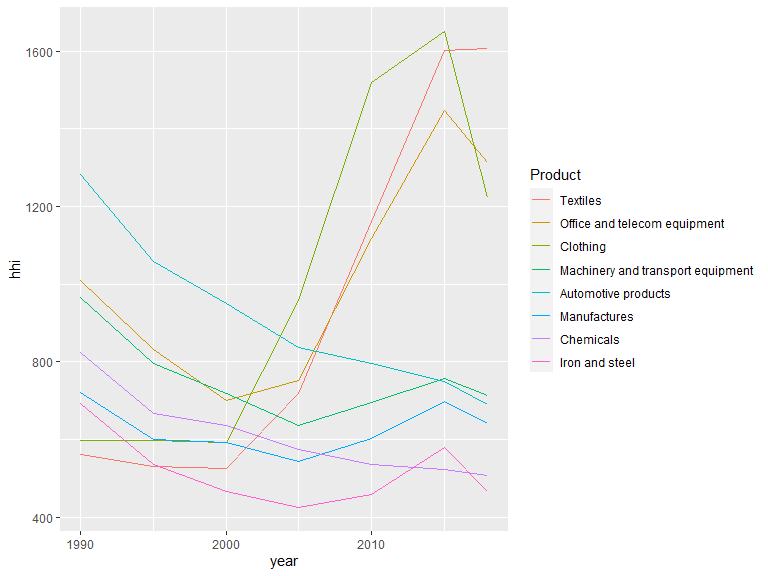 1600
1200
800
400
hhi
1990
2000
2010
year
Product
Textiles
Office and telecom equipment
Clothing
Machinery and transport equipment
Automotive products
Manufactures
Chemicals
Iron and steel